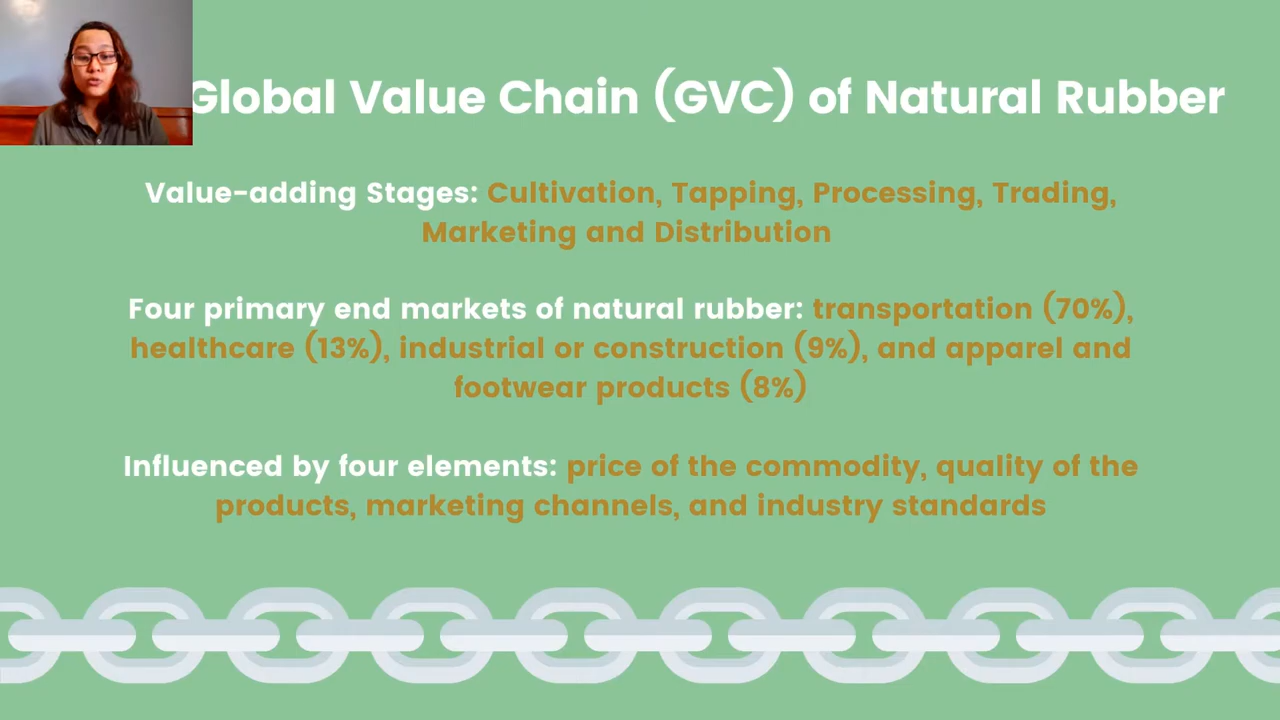 Global Value Chain (GVC) of Natural Rubber
Value-adding Stages: Cultivation, Tapping, Processing, Trading,
Marketing and Distribution
Four primary end markets of natural rubber: transportation (70%),
healthcare (13%), industrial or construction (9%), and apparel and
footwear products (8%)
Influenced by four elements: price of the commodity, quality of the
products, marketing channels, and industry standards